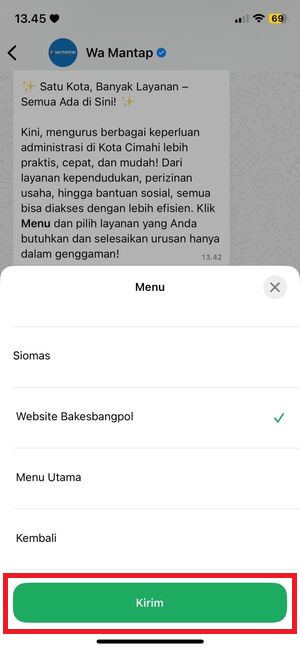 13.45
69
Wa Mantap
✨ Satu Kota, Banyak Layanan –
Semua Ada di Sini! ✨
Kini, mengurus berbagai keperluan
administrasi di Kota Cimahi lebih
praktis, cepat, dan mudah! Dari
layanan kependudukan, perizinan
usaha, hingga bantuan sosial, semua
bisa diakses dengan lebih efisien. Klik
Menu dan pilih layanan yang Anda
butuhkan dan selesaikan urusan hanya
dalam genggaman!
13.42
Menu
Siomas
Website Bakesbangpol
Menu Utama
Kembali
Kirim